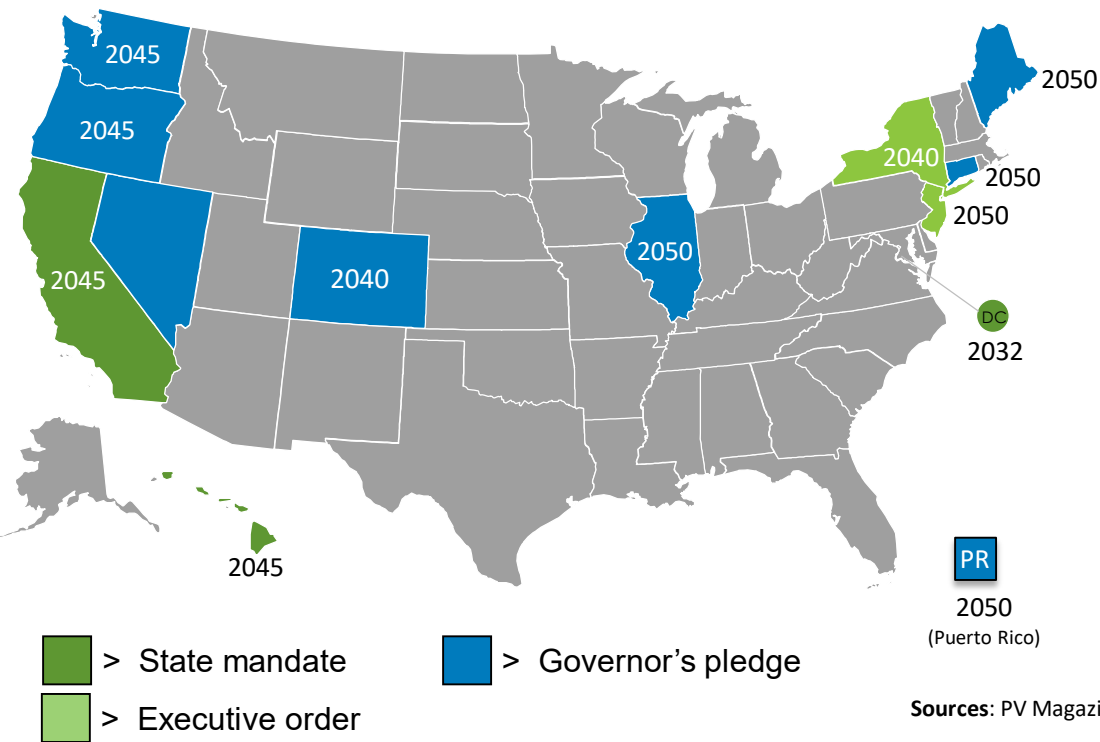 2045
2045
2045
2040
2050
2040
2050
2050
2050
DC
2032
2045
PR
2050
(Puerto Rico)
> State mandate
> Governor’s pledge
> Executive order
Sources: PV Magazi